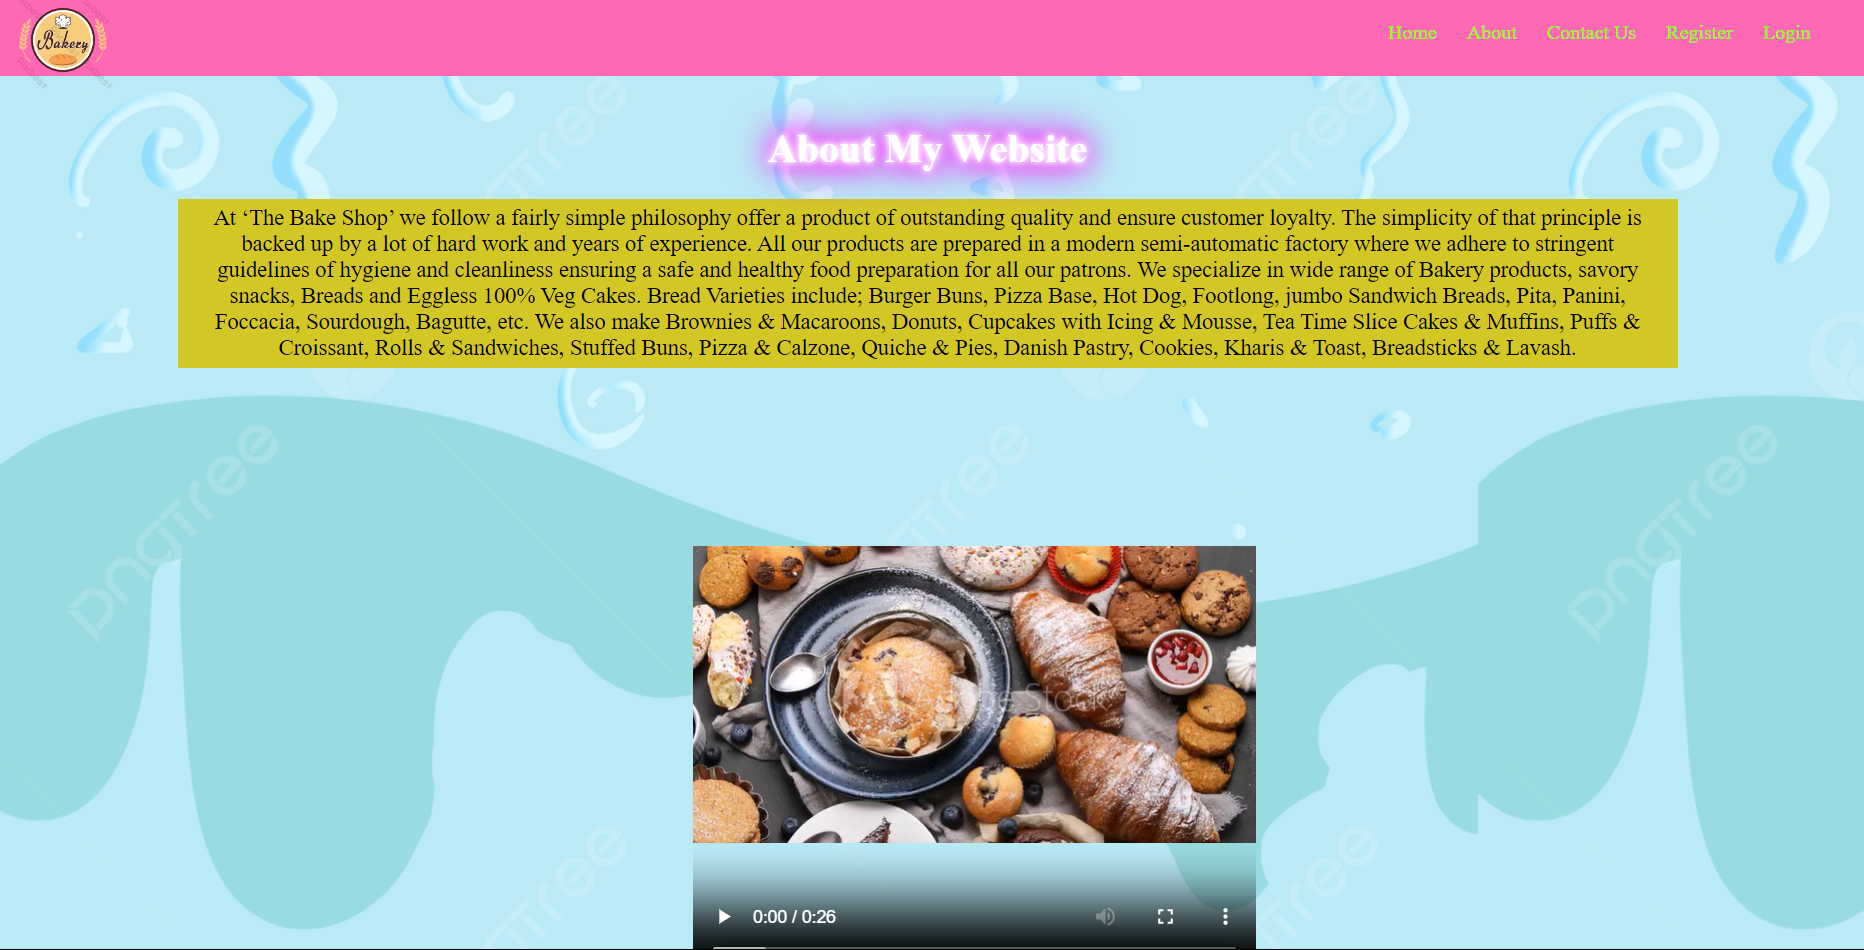 Bakery
Home About Contact Us Register Login
About My Website
At ‘The Bake Shop’ we follow a fairly simple philosophy offer a product of outstanding quality and ensure customer loyalty. The simplicity of that principle is
backed up by a lot of hard work and years of experience. All our products are prepared in a modern semi-automatic factory where we adhere to stringent
guidelines of hygiene and cleanliness ensuring a safe and healthy food preparation for all our patrons. We specialize in wide range of Bakery products, savory
snacks, Breads and Eggless 100% Veg Cakes. Bread Varieties include; Burger Buns, Pizza Base, Hot Dog, Footlong, jumbo Sandwich Breads, Pita, Panini,
Foccacia, Sourdough, Bagutte, etc. We also make Brownies & Macaroons, Donuts, Cupcakes with Icing & Mousse, Tea Time Slice Cakes & Muffins, Puffs &
Croissant, Rolls & Sandwiches, Stuffed Buns, Pizza & Calzone, Quiche & Pies, Danish Pastry, Cookies, Kharis & Toast, Breadsticks & Lavash.
pngtree
pngtree
pngtree
Adobe Stock
0:00 / 0:26